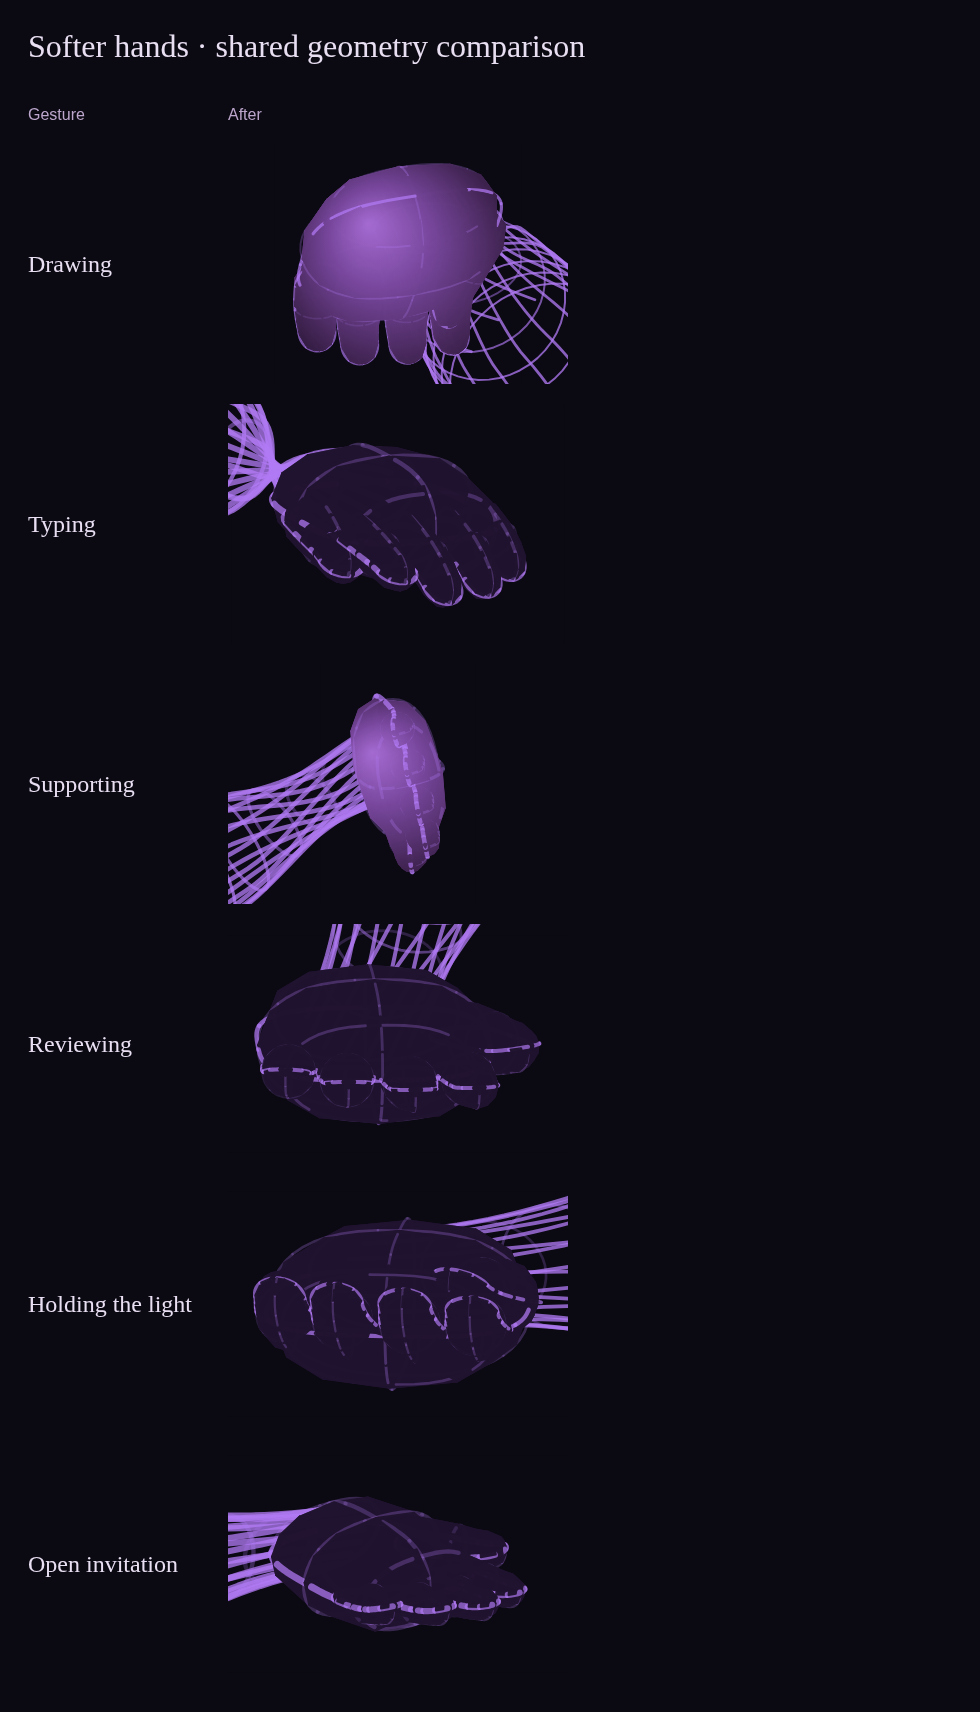 Softer hands · shared geometry comparison
Gesture After
Drawing
Typing
Supporting
Reviewing
Holding the light
Open invitation